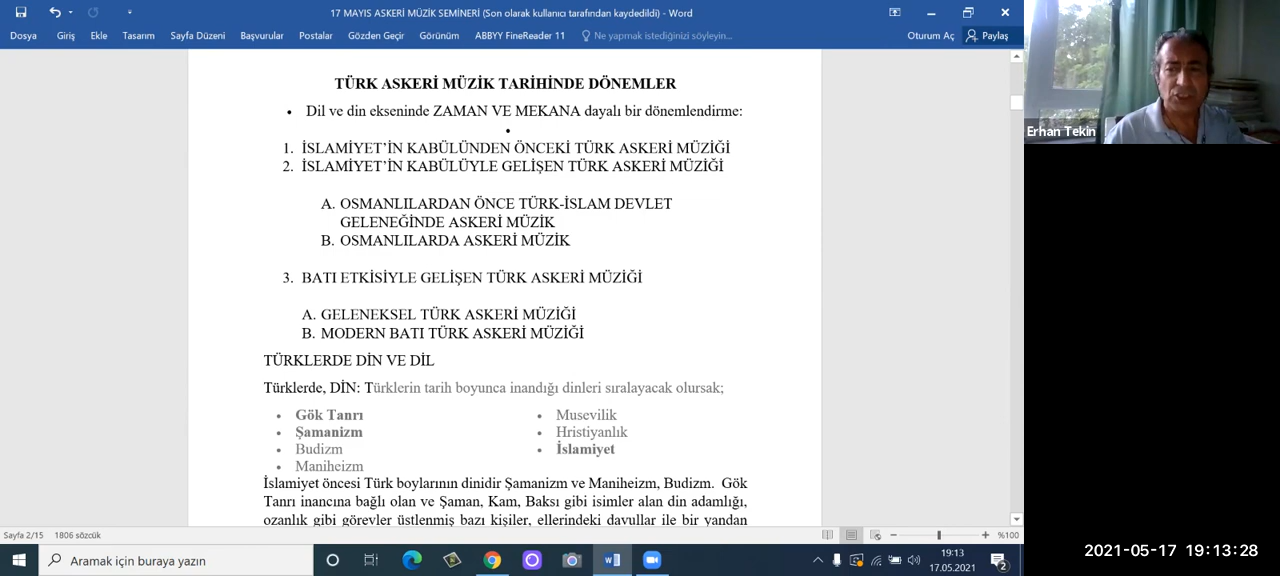 17 MAYIS ASKERİ MÜZİK SEMİNERİ (Son olarak kullanıcı tarafından kaydedildi) - Word
Dosya Giriş Ekle Tasarım Sayfa Düzeni Başvurular Postalar Gözden Geçir Görünüm ABBYY FineReader 11 Ne yapmak istediğinizi söyleyin... Oturum Aç Paylaş
TÜRK ASKERİ MÜZİK TARİHİNDE DÖNEMLER
• Dil ve din ekseninde ZAMAN VE MEKANA dayalı bir dönemlendirme:
•
1. İSLAMİYET'İN KABÜLÜNDEN ÖNCEKİ TÜRK ASKERİ MÜZİĞİ
2. İSLAMİYET'İN KABÜLÜYLE GELİŞEN TÜRK ASKERİ MÜZİĞİ
A. OSMANLILARDAN ÖNCE TÜRK-İSLAM DEVLET
GELENEĞİNDE ASKERİ MÜZİK
B. OSMANLILARDA ASKERİ MÜZİK
3. BATI ETKİSİYLE GELİŞEN TÜRK ASKERİ MÜZİĞİ
A. GELENEKSEL TÜRK ASKERİ MÜZİĞİ
B. MODERN BATI TÜRK ASKERİ MÜZİĞİ
TÜRKLERDE DİN VE DİL
Türklerde, DİN: Türklerin tarih boyunca inandığı dinleri sıralayacak olursak;
• Gök Tanrı
• Şamanizm
• Budizm
• Maniheizm
• Musevilik
• Hristiyanlık
• İslamiyet
İslamiyet öncesi Türk boylarının dinidir Şamanizm ve Maniheizm, Budizm. Gök
Tanrı inancına bağlı olan ve Şaman, Kam, Baksı gibi isimler alan din adamlığı,
ozanlık gibi görevler üstlenmiş bazı kişiler, ellerindeki davullar ile bir yandan
Sayfa 2/15 1806 sözcük %100
Aramak için buraya yazın
19:13
17.05.2021
2
Erhan Tekin
2021-05-17 19:13:28